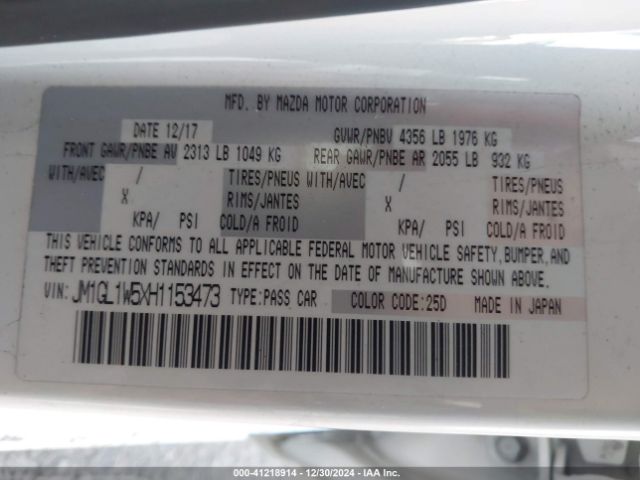 MFD. BY MAZDA MOTOR CORPORATION
DATE 12/17 GVWR/PNBV 4356 LB 1976 KG
FRONT GAWR/PNBE AV 2313 LB 1049 KG REAR GAWR/PNBE AR 2055 LB 932 KG
WITH/AVEC / TIRES/PNEUS WITH/AVEC / TIRES/PNEUS
X RIMS/JANTES X RIMS/JANTES
KPA/ PSI COLD/A FROID KPA/ PSI COLD/A FROID
THIS VEHICLE CONFORMS TO ALL APPLICABLE FEDERAL MOTOR VEHICLE SAFETY, BUMPER, AND
THEFT PREVENTION STANDARDS IN EFFECT ON THE DATE OF MANUFACTURE SHOWN ABOVE.
VIN: JM1GL1W5XH1153473 TYPE:PASS CAR COLOR CODE:25D MADE IN JAPAN
000-41218914 - 12/30/2024 - IAA Inc.